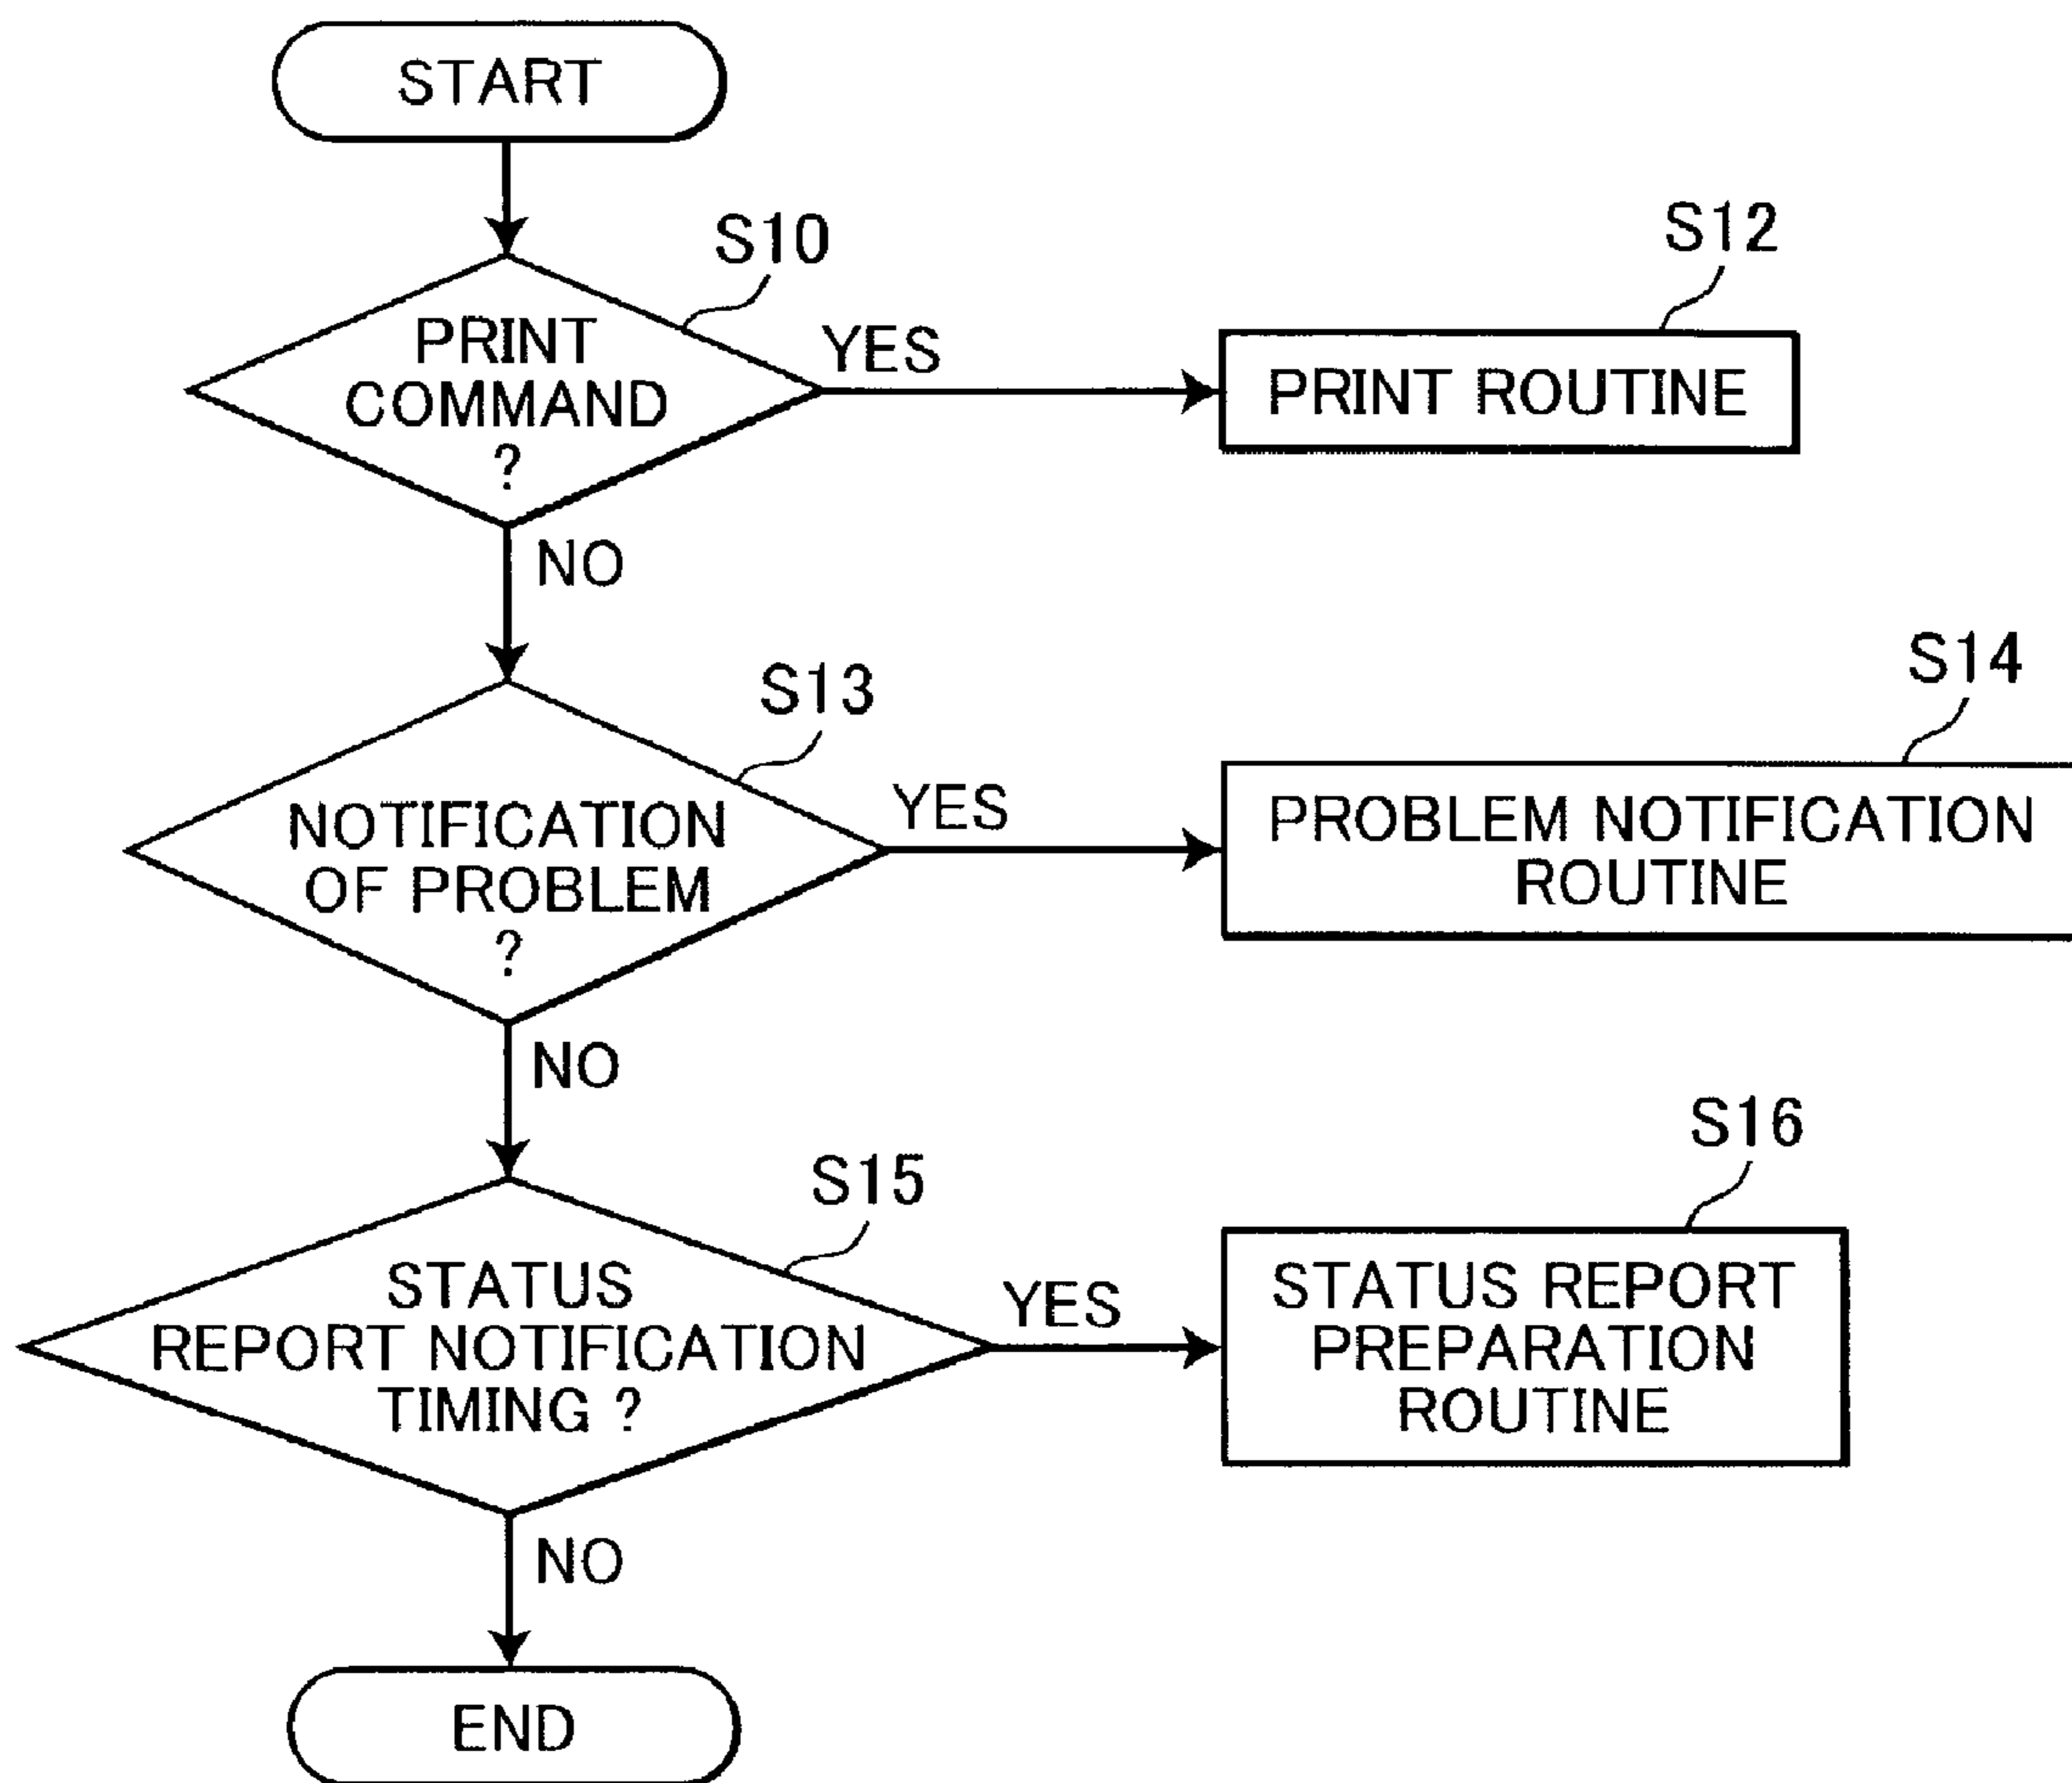 START
S10
S12
PRINT
COMMAND
?
YES
PRINT ROUTINE
NO
S13
S14
NOTIFICATION
OF PROBLEM
?
YES
PROBLEM NOTIFICATION
ROUTINE
NO
S15
S16
STATUS
REPORT NOTIFICATION
TIMING ?
YES
STATUS REPORT
PREPARATION
ROUTINE
NO
END